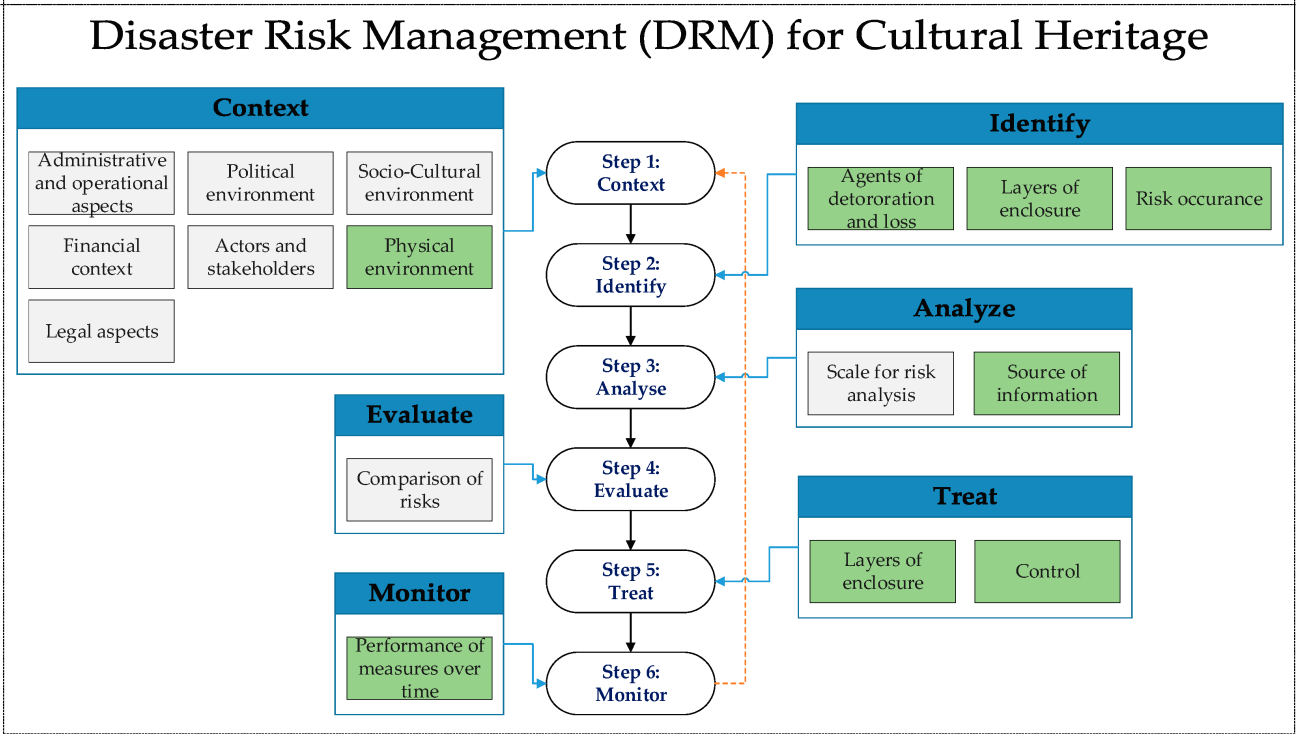 Disaster Risk Management (DRM) for Cultural Heritage
Context
Administrative
and operational
aspects
Political
environment
Socio-Cultural
environment
Financial
context
Actors and
stakeholders
Physical
environment
Legal aspects
Evaluate
Comparison of
risks
Monitor
Performance of
measures over
time
Step 1:
Context
Step 2:
Identify
Step 3:
Analyse
Step 4:
Evaluate
Step 5:
Treat
Step 6:
Monitor
Identify
Agents of
detororation
and loss
Layers of
enclosure
Risk occurance
Analyze
Scale for risk
analysis
Source of
information
Treat
Layers of
enclosure
Control